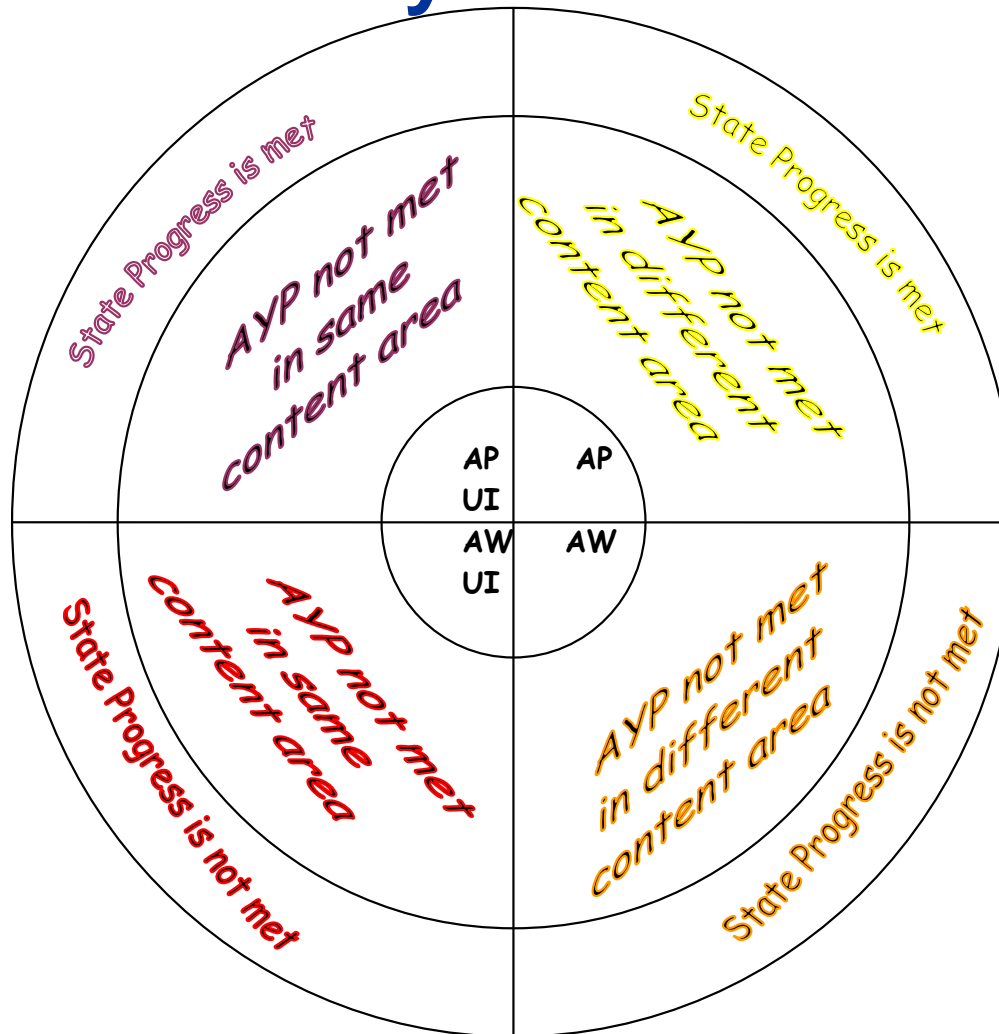 State Progress is met
AYP not met
in same
content area
State Progress is met
AYP not met
in different
content area
AP
UI
AP
AW
UI
AW
AYP not met
in same
content area
State Progress is not met
AYP not met
in different
content area
State Progress is not met